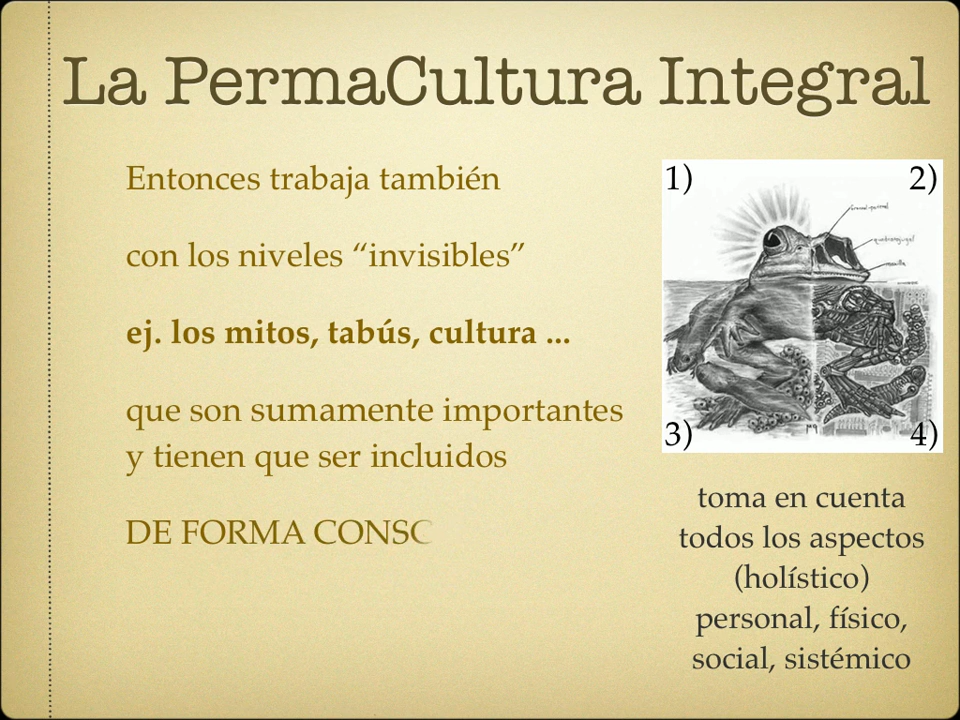 La PermaCultura Integral
Entonces trabaja también
con los niveles “invisibles”
ej. los mitos, tabús, cultura ...
que son sumamente importantes
y tienen que ser incluidos
DE FORMA CONSC
1)
2)
3)
4)
toma en cuenta
todos los aspectos
(holístico)
personal, físico,
social, sistémico